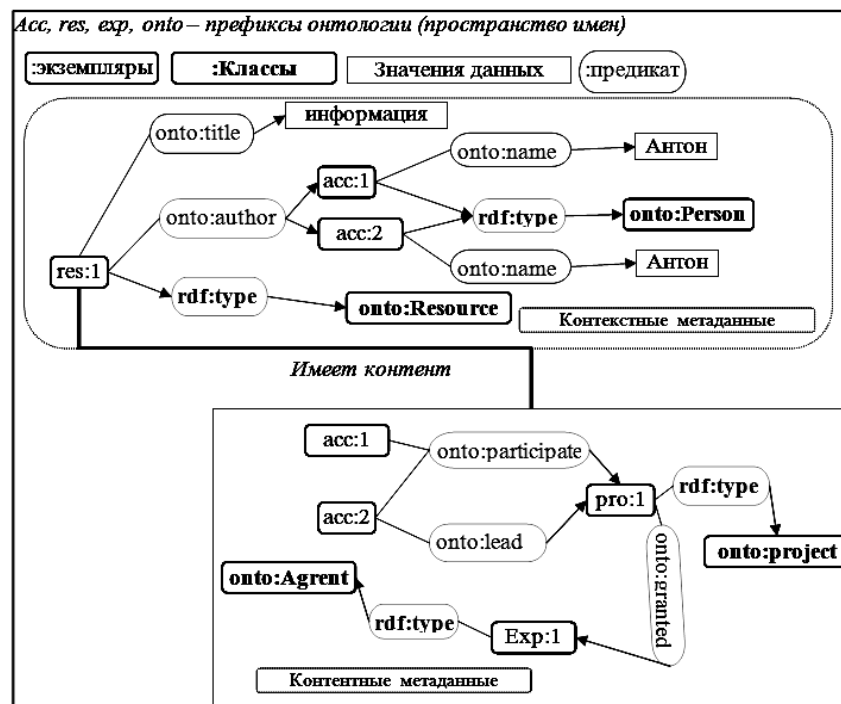 Acc, res, exp, onto – префиксы онтологии (пространство имен)
:экземпляры :Классы Значения данных :предикат
onto:title информация
onto:name Антон
acc:1
onto:author rdf:type onto:Person
acc:2
res:1 onto:name Антон
rdf:type
onto:Resource
Контекстные метаданные
Имеет контент
acc:1
onto:participate
pro:1 rdf:type
acc:2
onto:lead onto:project
onto:granted
onto:Agrent
rdf:type
Exp:1
Контентные метаданные